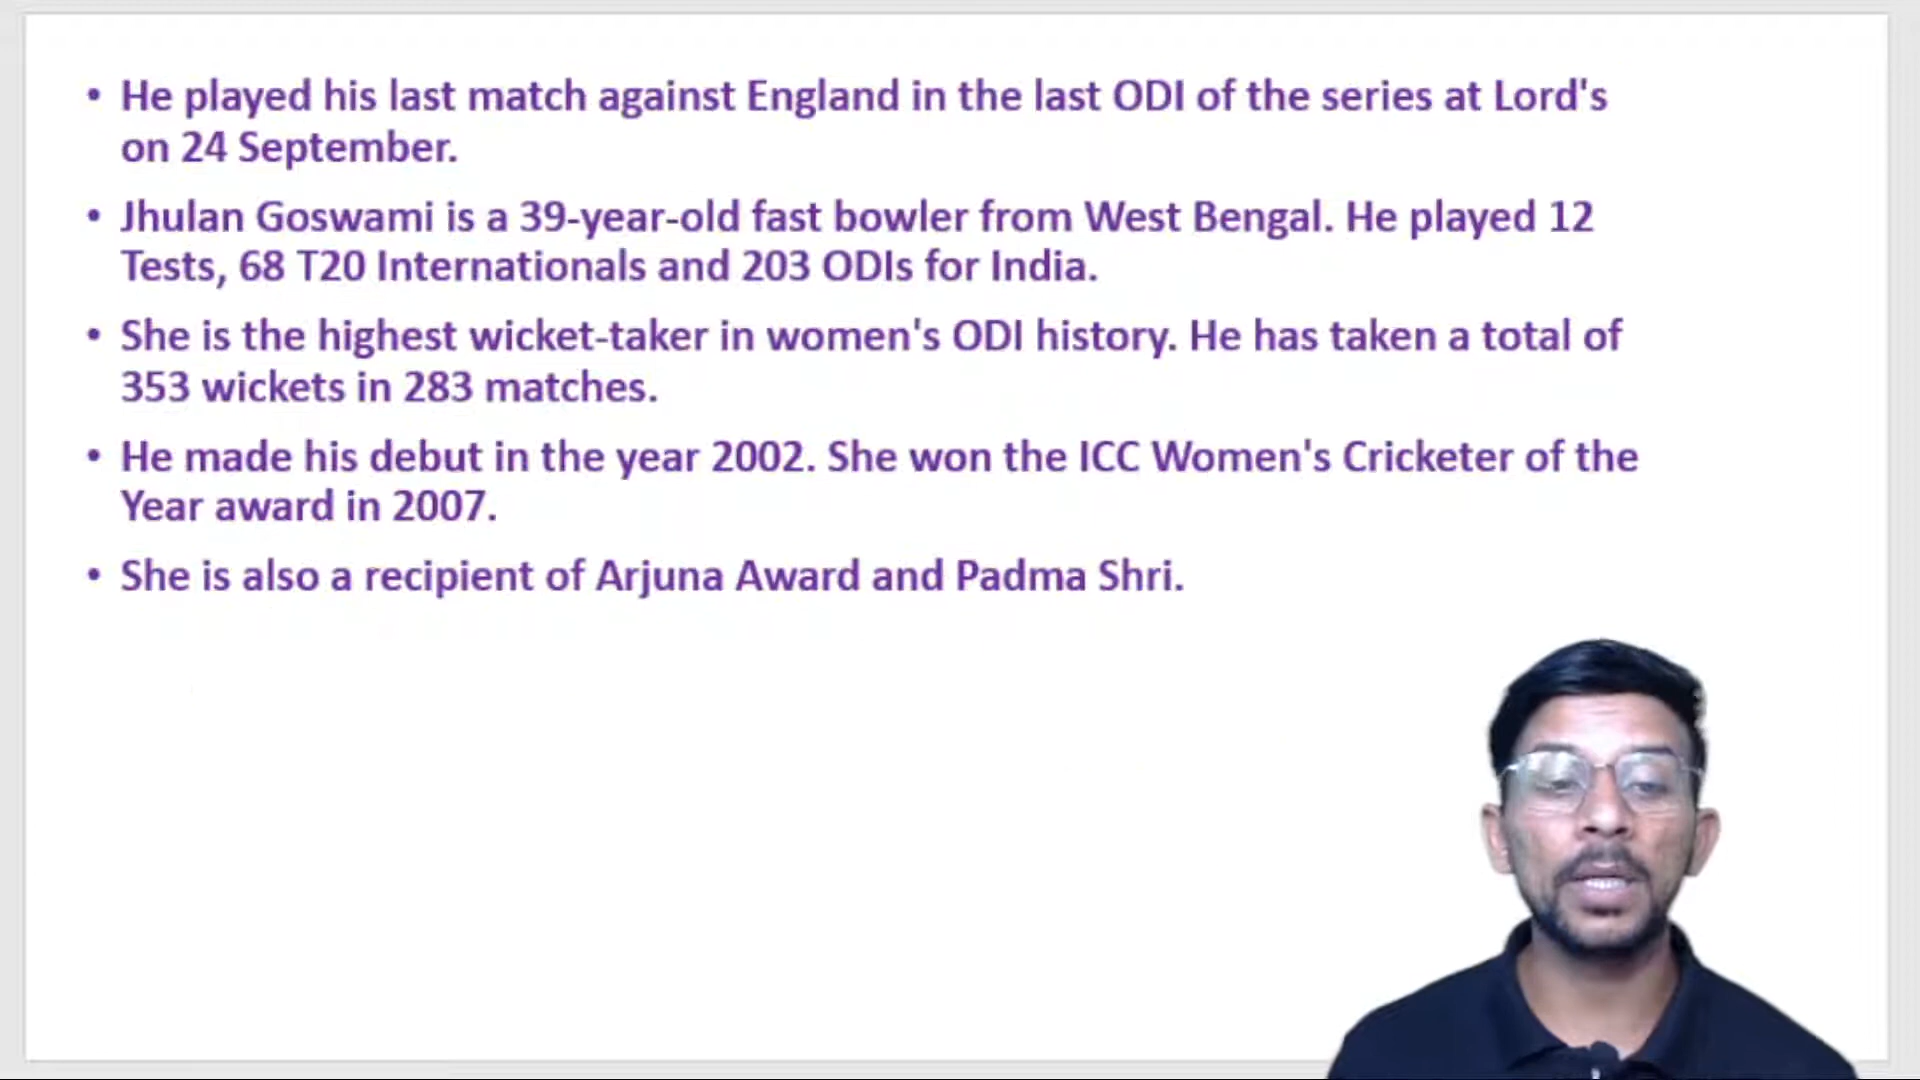 • He played his last match against England in the last ODI of the series at Lord's
on 24 September.
• Jhulan Goswami is a 39-year-old fast bowler from West Bengal. He played 12
Tests, 68 T20 Internationals and 203 ODIs for India.
• She is the highest wicket-taker in women's ODI history. He has taken a total of
353 wickets in 283 matches.
• He made his debut in the year 2002. She won the ICC Women's Cricketer of the
Year award in 2007.
• She is also a recipient of Arjuna Award and Padma Shri.